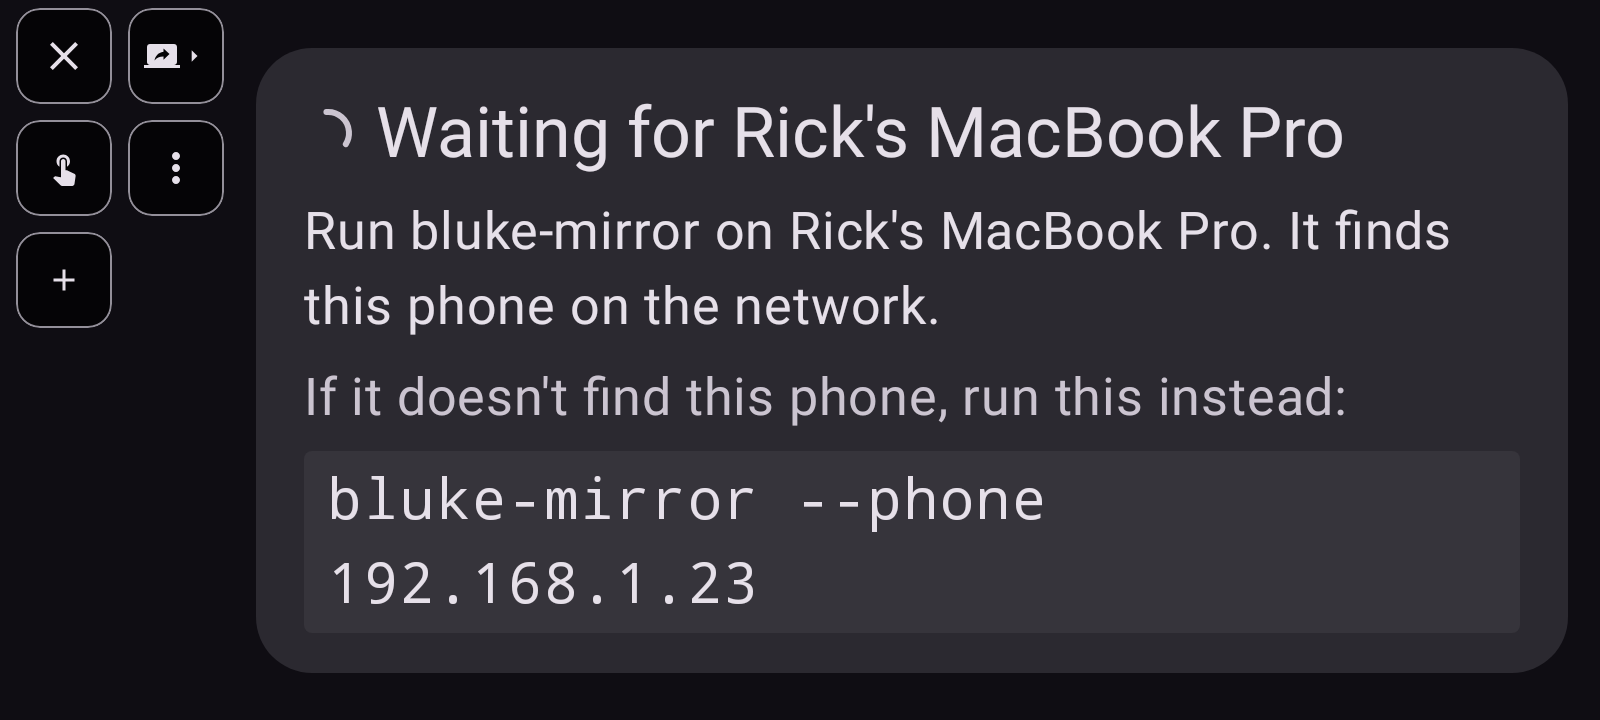 Waiting for Rick's MacBook Pro
Run bluke-mirror on Rick's MacBook Pro. It finds
this phone on the network.
If it doesn't find this phone, run this instead:
bluke-mirror --phone
192.168.1.23